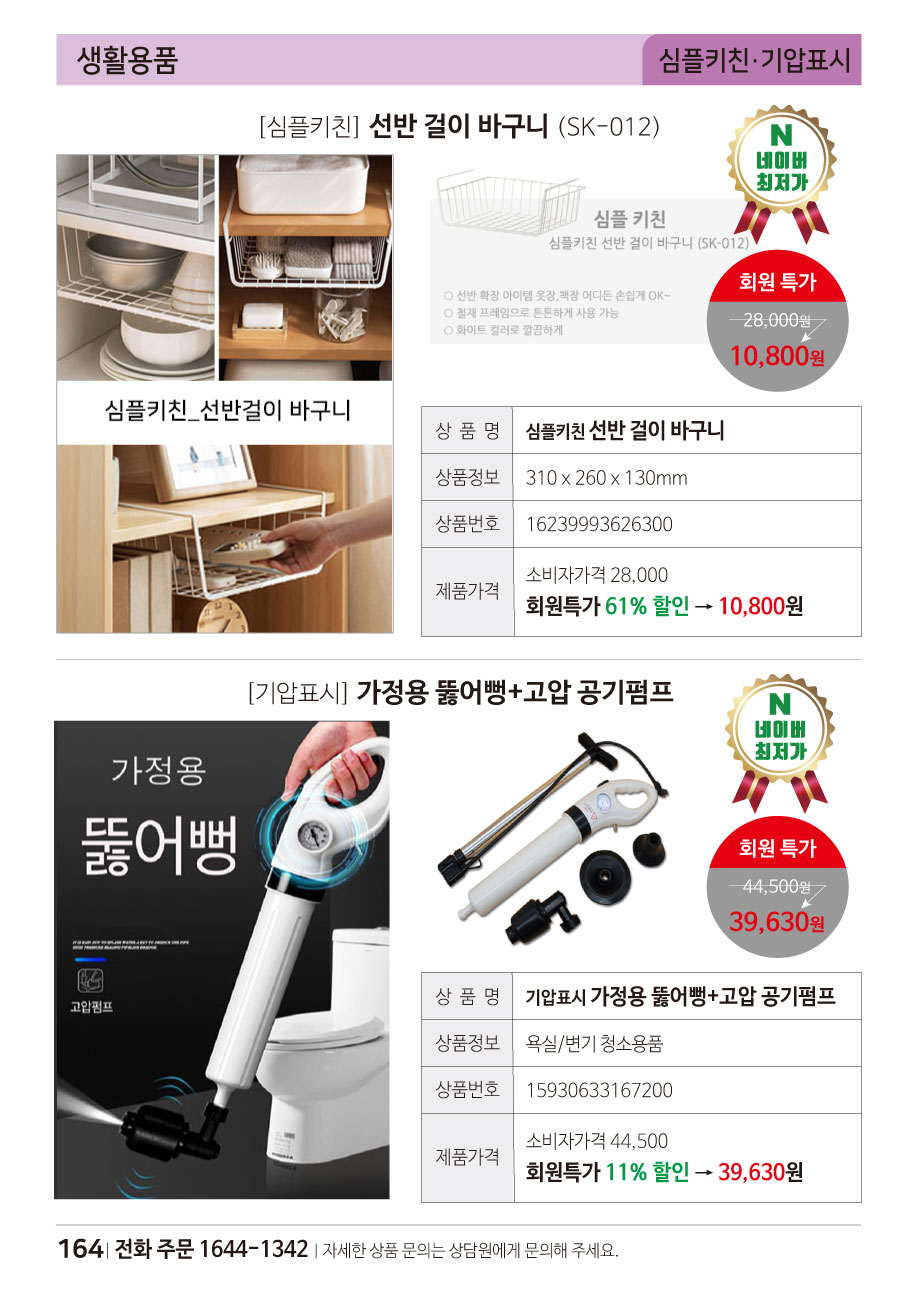 생활용품
심플키친·기압표시
[심플키친] 선반 걸이 바구니 (SK-012)
N
네이버
최저가
심플 키친
심플키친 선반 걸이 바구니 (SK-012)
○ 선반 확장 아이템 옷장,책장 어디든 손쉽게 OK~
○ 철재 프레임으로 튼튼하게 사용 가능
○ 화이트 컬러로 깔끔하게
회원 특가
28,000원
10,800원
심플키친_선반걸이 바구니
상 품 명 심플키친 선반 걸이 바구니
상품정보 310 x 260 x 130mm
상품번호 16239993626300
제품가격 소비자가격 28,000
회원특가 61% 할인 → 10,800원
[기압표시] 가정용 뚫어뻥+고압 공기펌프
N
네이버
최저가
가정용
뚫어뻥
고압펌프
회원 특가
44,500원
39,630원
상 품 명 기압표시 가정용 뚫어뻥+고압 공기펌프
상품정보 욕실/변기 청소용품
상품번호 15930633167200
제품가격 소비자가격 44,500
회원특가 11% 할인 → 39,630원
164 | 전화 주문 1644-1342 | 자세한 상품 문의는 상담원에게 문의해 주세요.